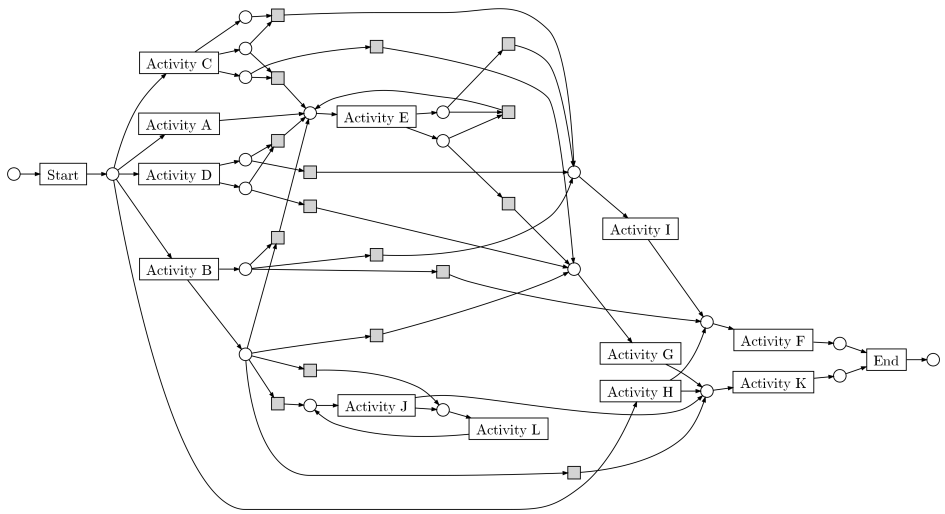 Activity C
Activity A
Activity E
Start
Activity D
Activity I
Activity B
Activity F
Activity G
End
Activity H
Activity K
Activity J
Activity L